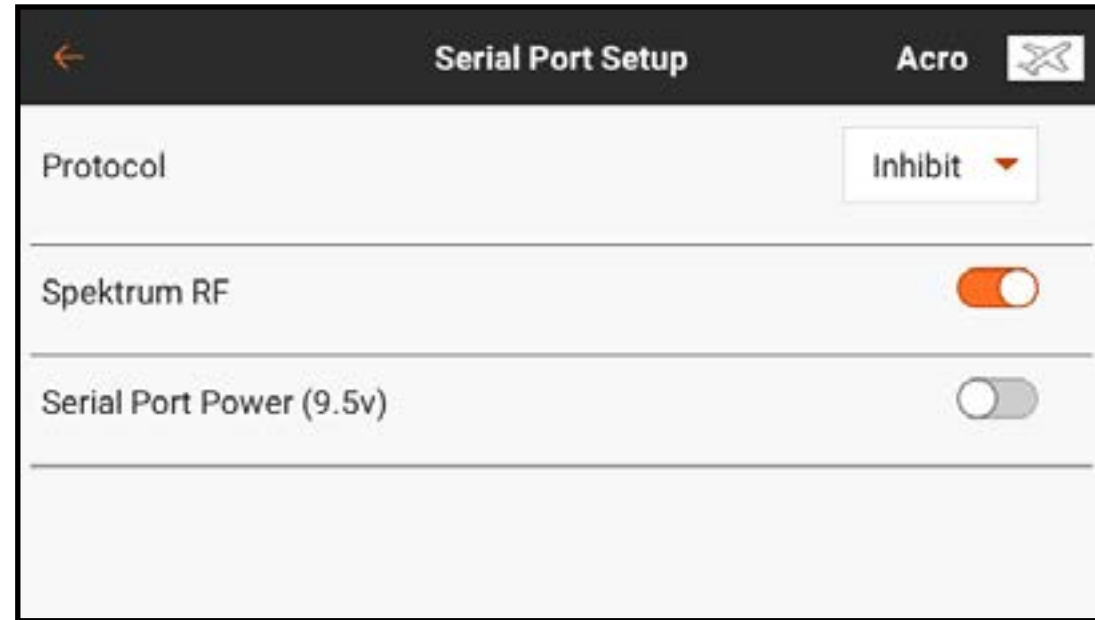 Serial Port Setup Acro
Protocol Inhibit
Spektrum RF
Serial Port Power (9.5v)